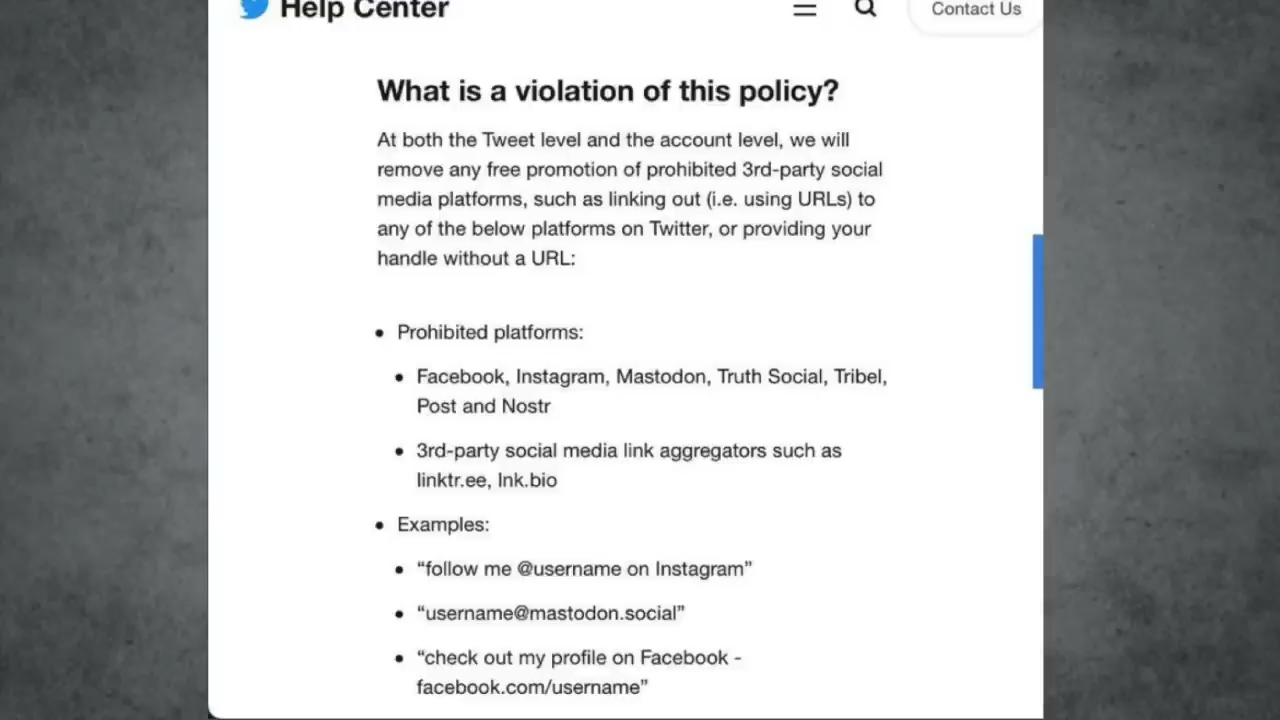 Help Center
Contact Us
What is a violation of this policy?
At both the Tweet level and the account level, we will
remove any free promotion of prohibited 3rd-party social
media platforms, such as linking out (i.e. using URLs) to
any of the below platforms on Twitter, or providing your
handle without a URL:
• Prohibited platforms:
• Facebook, Instagram, Mastodon, Truth Social, Tribel,
Post and Nostr
• 3rd-party social media link aggregators such as
linktr.ee, lnk.bio
• Examples:
• “follow me @username on Instagram”
• “username@mastodon.social”
• “check out my profile on Facebook -
facebook.com/username”